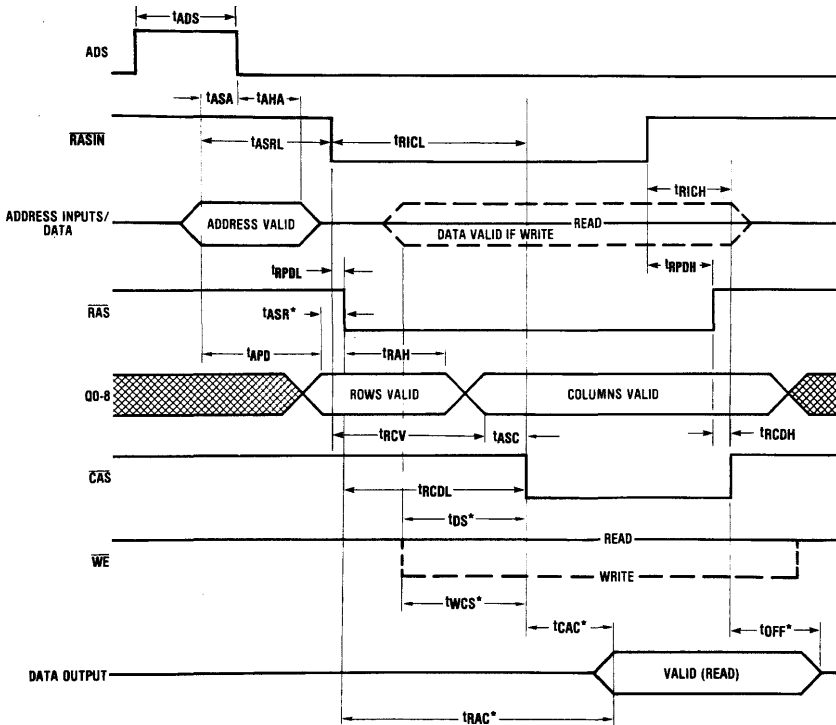 tADS
ADS
tASA tAHA
RASIN
tASRL tRICL
tRICH
ADDRESS INPUTS/
DATA
ADDRESS VALID
READ
DATA VALID IF WRITE
tRPDL
tRPDH
RAS
tASR*
tAPD tRAH
Q0-8
ROWS VALID COLUMNS VALID
tRCV tASC tRCDH
CAS
tRCDL
tDS*
READ
WE
WRITE
tWCS*
tCAC* tOFF*
DATA OUTPUT
VALID (READ)
tRAC*